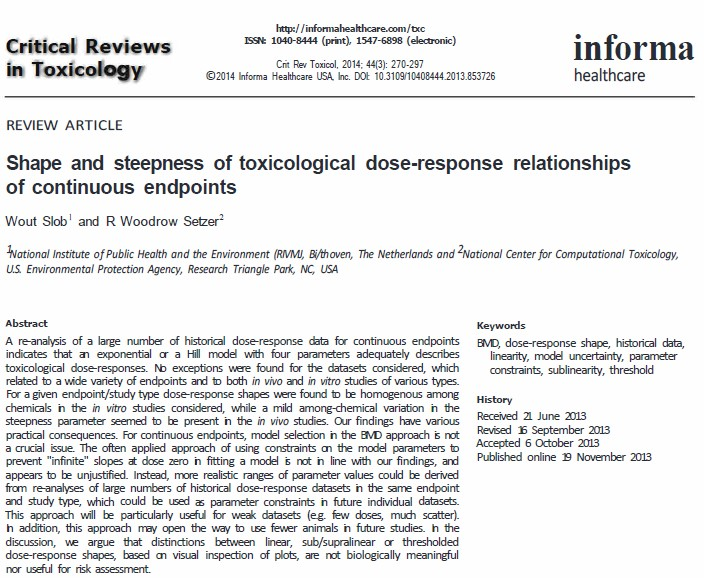 Critical Reviews
in Toxicology
http://informahealthcare.com/txc
ISSN: 1040-8444 (print), 1547-6898 (electronic)
Crit Rev Toxicol, 2014; 44(3): 270-297
©2014 Informa Healthcare USA, Inc. DOI: 10.3109/10408444.2013.853726
informa
healthcare
REVIEW ARTICLE
Shape and steepness of toxicological dose-response relationships
of continuous endpoints
Wout Slob1 and R Woodrow Setzer2
1National Institute of Public Health and the Environment (RIVMJ, Bi/thoven, The Netherlands and 2National Center for Computational Toxicology,
U.S. Environmental Protection Agency, Research Triangle Park, NC, USA
Abstract
A re-analysis of a large number of historical dose-response data for continuous endpoints
indicates that an exponential or a Hill model with four parameters adequately describes
toxicological dose-responses. No exceptions were found for the datasets considered, which
related to a wide variety of endpoints and to both in vivo and in vitro studies of various types.
For a given endpoint/study type dose-response shapes were found to be homogenous among
chemicals in the in vitro studies considered, while a mild among-chemical variation in the
steepness parameter seemed to be present in the in vivo studies. Our findings have various
practical consequences. For continuous endpoints, model selection in the BMD approach is not
a crucial issue. The often applied approach of using constraints on the model parameters to
prevent "infinite" slopes at dose zero in fitting a model is not in line with our findings, and
appears to be unjustified. Instead, more realistic ranges of parameter values could be derived
from re-analyses of large numbers of historical dose-response datasets in the same endpoint
and study type, which could be used as parameter constraints in future individual datasets.
This approach will be particularly useful for weak datasets (e.g. few doses, much scatter).
In addition, this approach may open the way to use fewer animals in future studies. In the
discussion, we argue that distinctions between linear, sub/supralinear or thresholded
dose-response shapes, based on visual inspection of plots, are not biologically meaningful
nor useful for risk assessment.
Keywords
BMD, dose-response shape, historical data,
linearity, model uncertainty, parameter
constraints, sublinearity, threshold
History
Received 21 June 2013
Revised 16 September 2013
Accepted 6 October 2013
Published online 19 November 2013